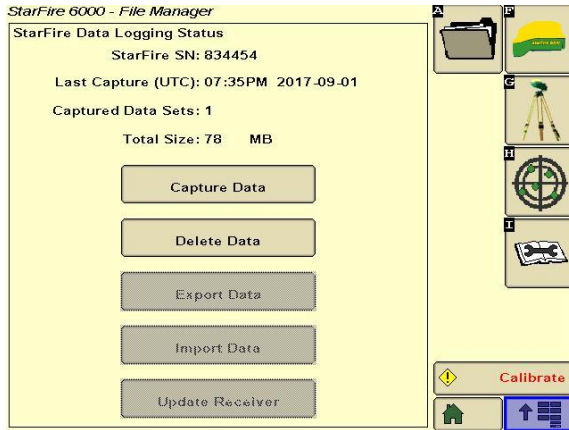 StarFire 6000 - File Manager
StarFire Data Logging Status
StarFire SN: 834454
Last Capture (UTC): 07:35PM 2017-09-01
Captured Data Sets: 1
Total Size: 78 MB
Capture Data
Delete Data
Export Data
Import Data
Update Receiver
A
F
G
H
I
Calibrate